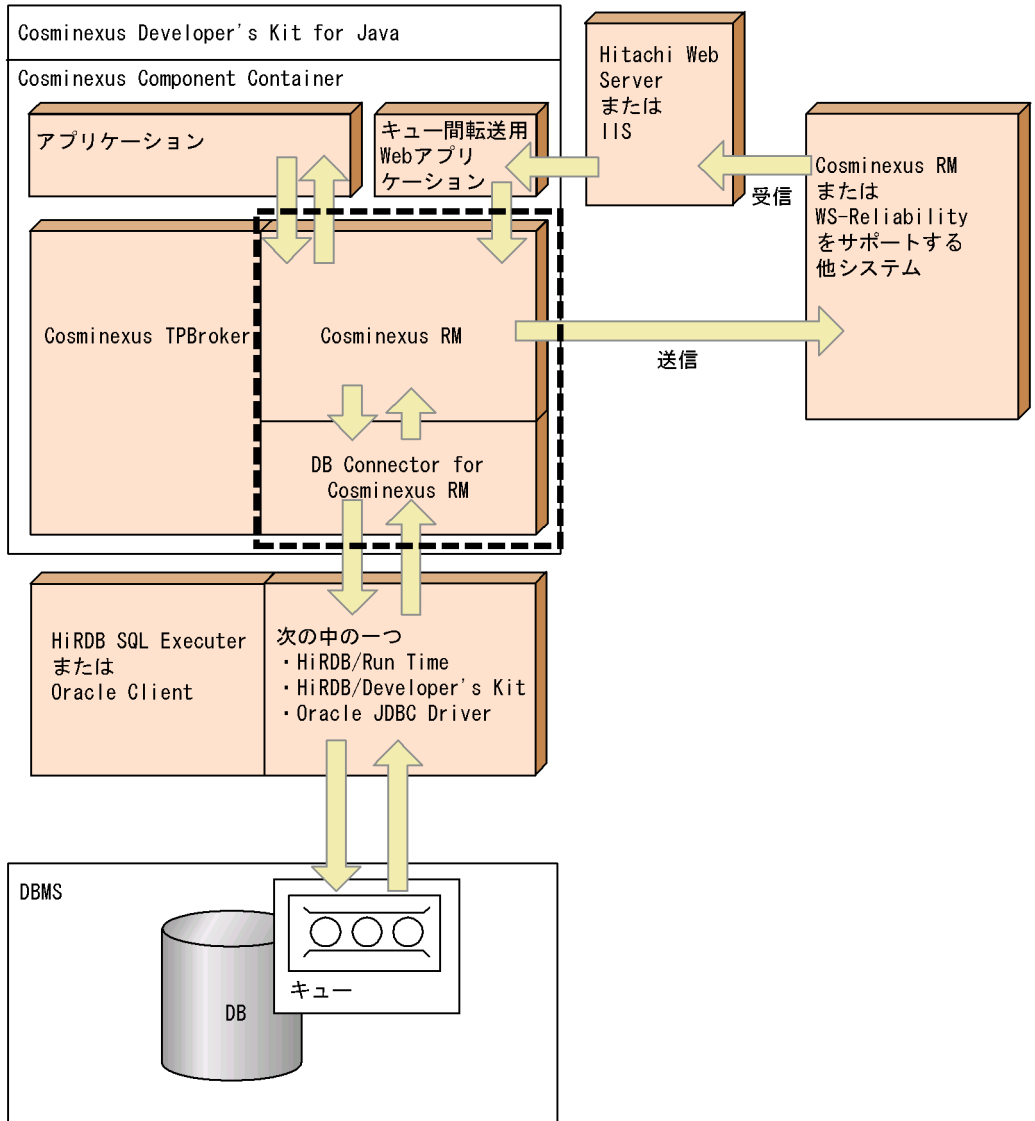 Cosminexus Developer's Kit for Java
Cosminexus Component Container
アプリケーション
キュー間転送用
Webアプリ
ケーション
Hitachi Web
Server
または
IIS
受信
Cosminexus RM
または
WS-Reliability
をサポートする
他システム
Cosminexus TPBroker
Cosminexus RM
送信
DB Connector for
Cosminexus RM
HiRDB SQL Executer
または
Oracle Client
次の中の一つ
・HiRDB/Run Time
・HiRDB/Developer's Kit
・Oracle JDBC Driver
DBMS
キュー
DB